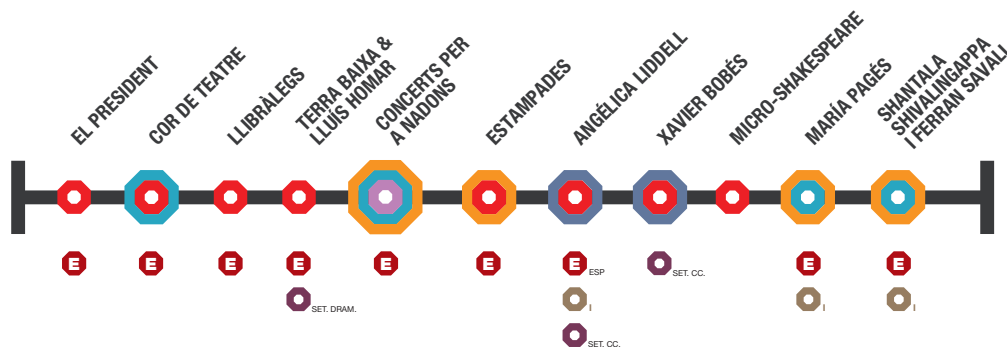 EL PRESIDENT
COR DE TEATRE
LLIBRÀLEGS
TERRA BAIXA &
LLUÍS HOMAR
CONCERTS PER
A NADONS
ESTAMPADES
ANGÉLICA LIDDELL
XAVIER BOBÉS
MICRO-SHAKESPEARE
MARÍA PAGÉS
SHANTALA
SHIVALINGAPPA
I FERRAN SAVALL
E
E
E
E
E
E
E ESP
SET. CC.
E
E
SET. DRAM.
I
I
I
SET. CC.